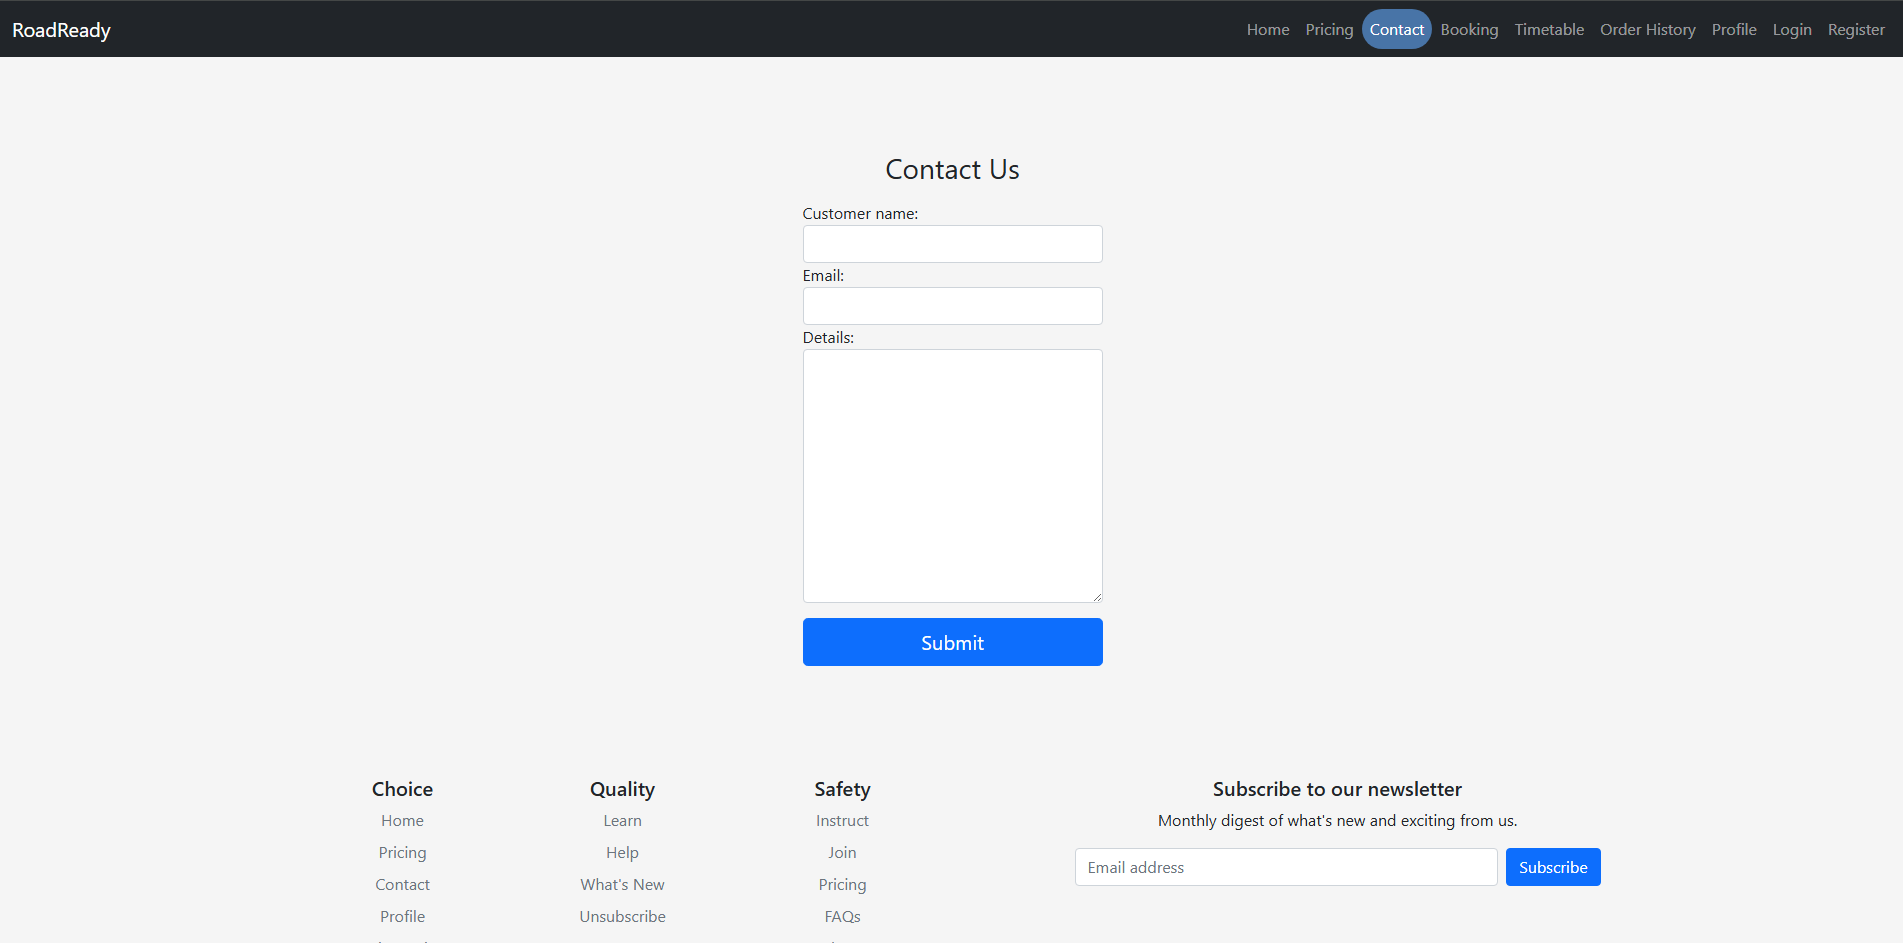 RoadReady
Home Pricing Contact Booking Timetable Order History Profile Login Register
Contact Us
Customer name:
Email:
Details:
Submit
Choice
Home
Pricing
Contact
Profile
Quality
Learn
Help
What's New
Unsubscribe
Safety
Instruct
Join
Pricing
FAQs
Subscribe to our newsletter
Monthly digest of what's new and exciting from us.
Email address
Subscribe